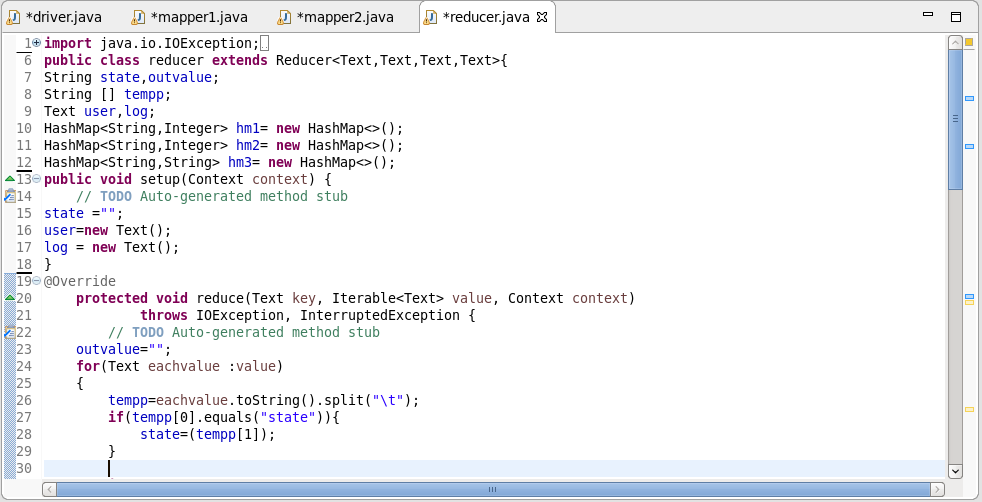 *driver.java *mapper1.java *mapper2.java *reducer.java
1 import java.io.IOException;
6 public class reducer extends Reducer<Text,Text,Text,Text>{
7 String state,outvalue;
8 String [] tempp;
9 Text user,log;
10 HashMap<String,Integer> hm1= new HashMap<>();
11 HashMap<String,Integer> hm2= new HashMap<>();
12 HashMap<String,String> hm3= new HashMap<>();
13 public void setup(Context context) {
14     // TODO Auto-generated method stub
15 state ="";
16 user=new Text();
17 log = new Text();
18 }
19 @Override
20     protected void reduce(Text key, Iterable<Text> value, Context context)
21             throws IOException, InterruptedException {
22         // TODO Auto-generated method stub
23     outvalue="";
24     for(Text eachvalue :value)
25     {
26         tempp=eachvalue.toString().split("\t");
27         if(tempp[0].equals("state")){
28             state=(tempp[1]);
29         }
30